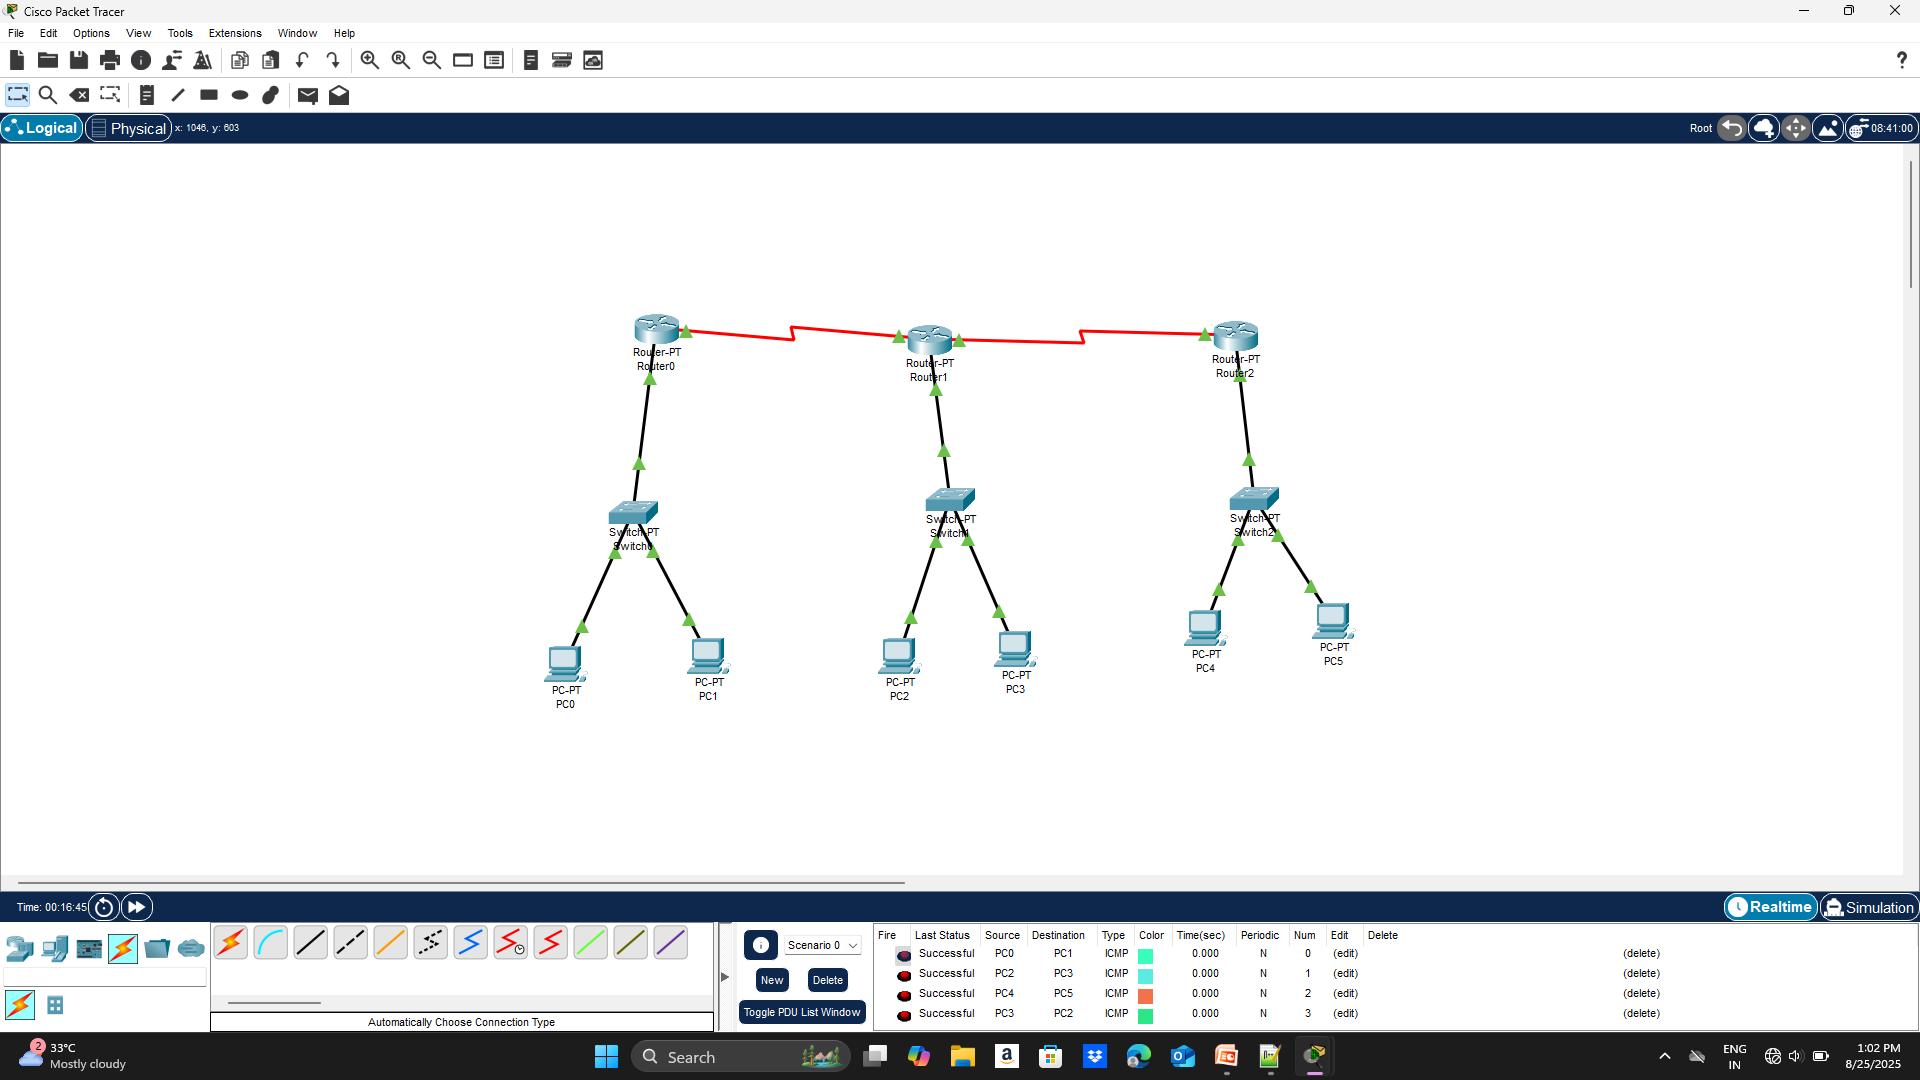 Cisco Packet Tracer
File Edit Options View Tools Extensions Window Help
?
Logical Physical x: 1046, y: 603 Root 08:41:00
Router-PT
Router0
Router-PT
Router1
Router-PT
Router2
Switch-PT
Switch0
Switch-PT
Switch1
Switch-PT
Switch2
PC-PT
PC0
PC-PT
PC1
PC-PT
PC2
PC-PT
PC3
PC-PT
PC4
PC-PT
PC5
Time: 00:16:45 Realtime Simulation
Automatically Choose Connection Type
Scenario 0
New Delete
Toggle PDU List Window
Fire Last Status Source Destination Type Color Time(sec) Periodic Num Edit Delete
Successful PC0 PC1 ICMP 0.000 N 0 (edit) (delete)
Successful PC2 PC3 ICMP 0.000 N 1 (edit) (delete)
Successful PC4 PC5 ICMP 0.000 N 2 (edit) (delete)
Successful PC3 PC2 ICMP 0.000 N 3 (edit) (delete)
2
33°C
Mostly cloudy
Search
ENG
IN
1:02 PM
8/25/2025